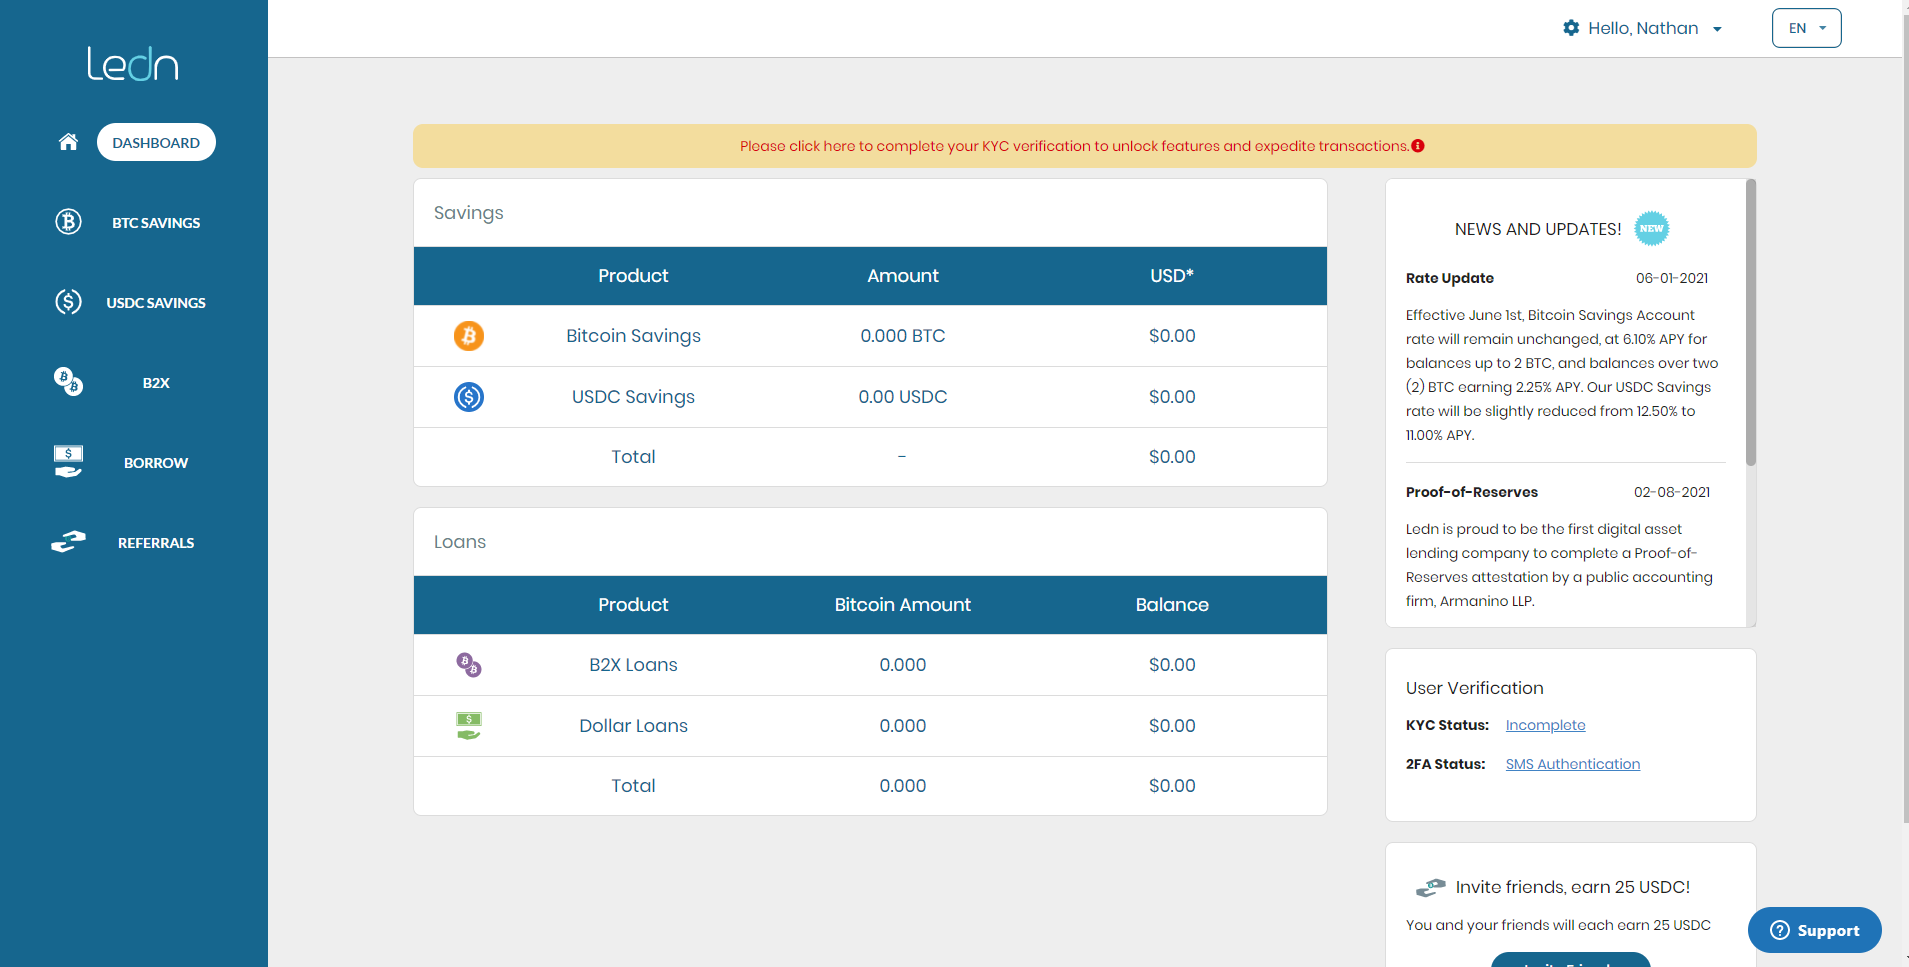 Ledn
DASHBOARD
BTC SAVINGS
USDC SAVINGS
B2X
BORROW
REFERRALS
Hello, Nathan
EN
Please click here to complete your KYC verification to unlock features and expedite transactions.
Savings
Product Amount USD*
Bitcoin Savings 0.000 BTC $0.00
USDC Savings 0.00 USDC $0.00
Total - $0.00
Loans
Product Bitcoin Amount Balance
B2X Loans 0.000 $0.00
Dollar Loans 0.000 $0.00
Total 0.000 $0.00
NEWS AND UPDATES! NEW
Rate Update 06-01-2021
Effective June 1st, Bitcoin Savings Account
rate will remain unchanged, at 6.10% APY for
balances up to 2 BTC, and balances over two
(2) BTC earning 2.25% APY. Our USDC Savings
rate will be slightly reduced from 12.50% to
11.00% APY.
Proof-of-Reserves 02-08-2021
Ledn is proud to be the first digital asset
lending company to complete a Proof-of-
Reserves attestation by a public accounting
firm, Armanino LLP.
User Verification
KYC Status: Incomplete
2FA Status: SMS Authentication
Invite friends, earn 25 USDC!
You and your friends will each earn 25 USDC
Support